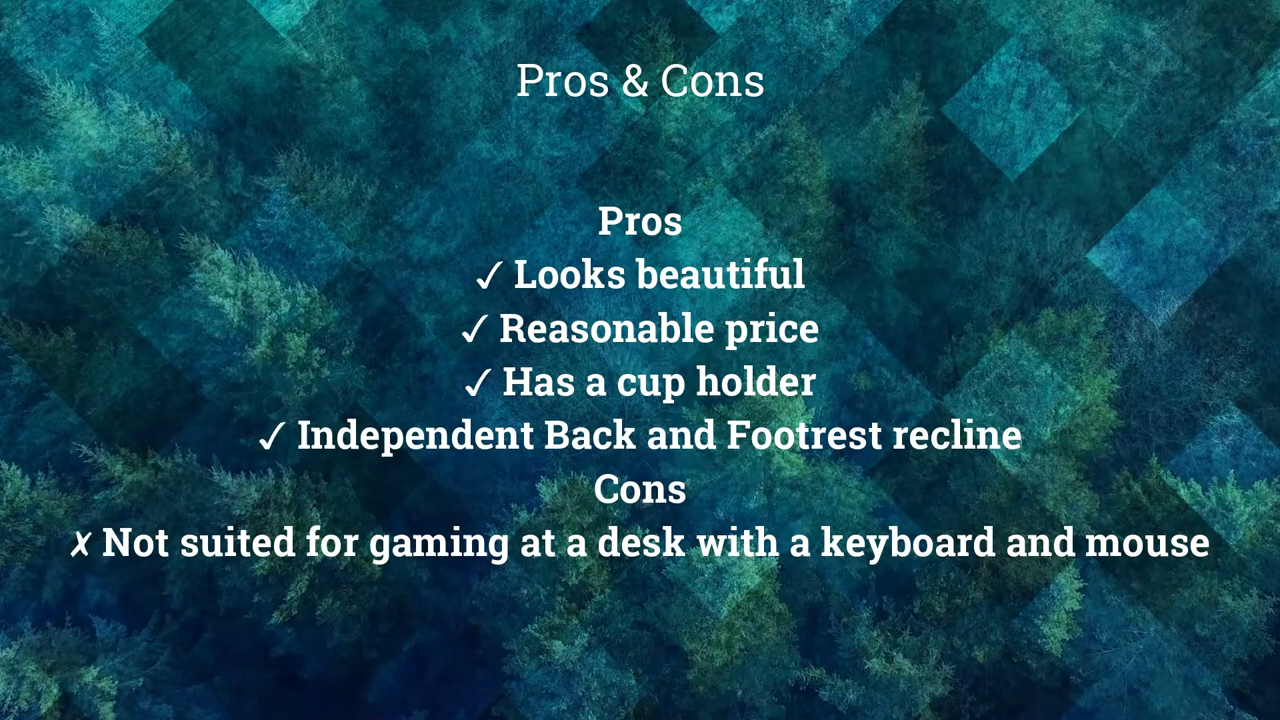 Pros & Cons
Pros
✓ Looks beautiful
✓ Reasonable price
✓ Has a cup holder
✓ Independent Back and Footrest recline
Cons
✗ Not suited for gaming at a desk with a keyboard and mouse